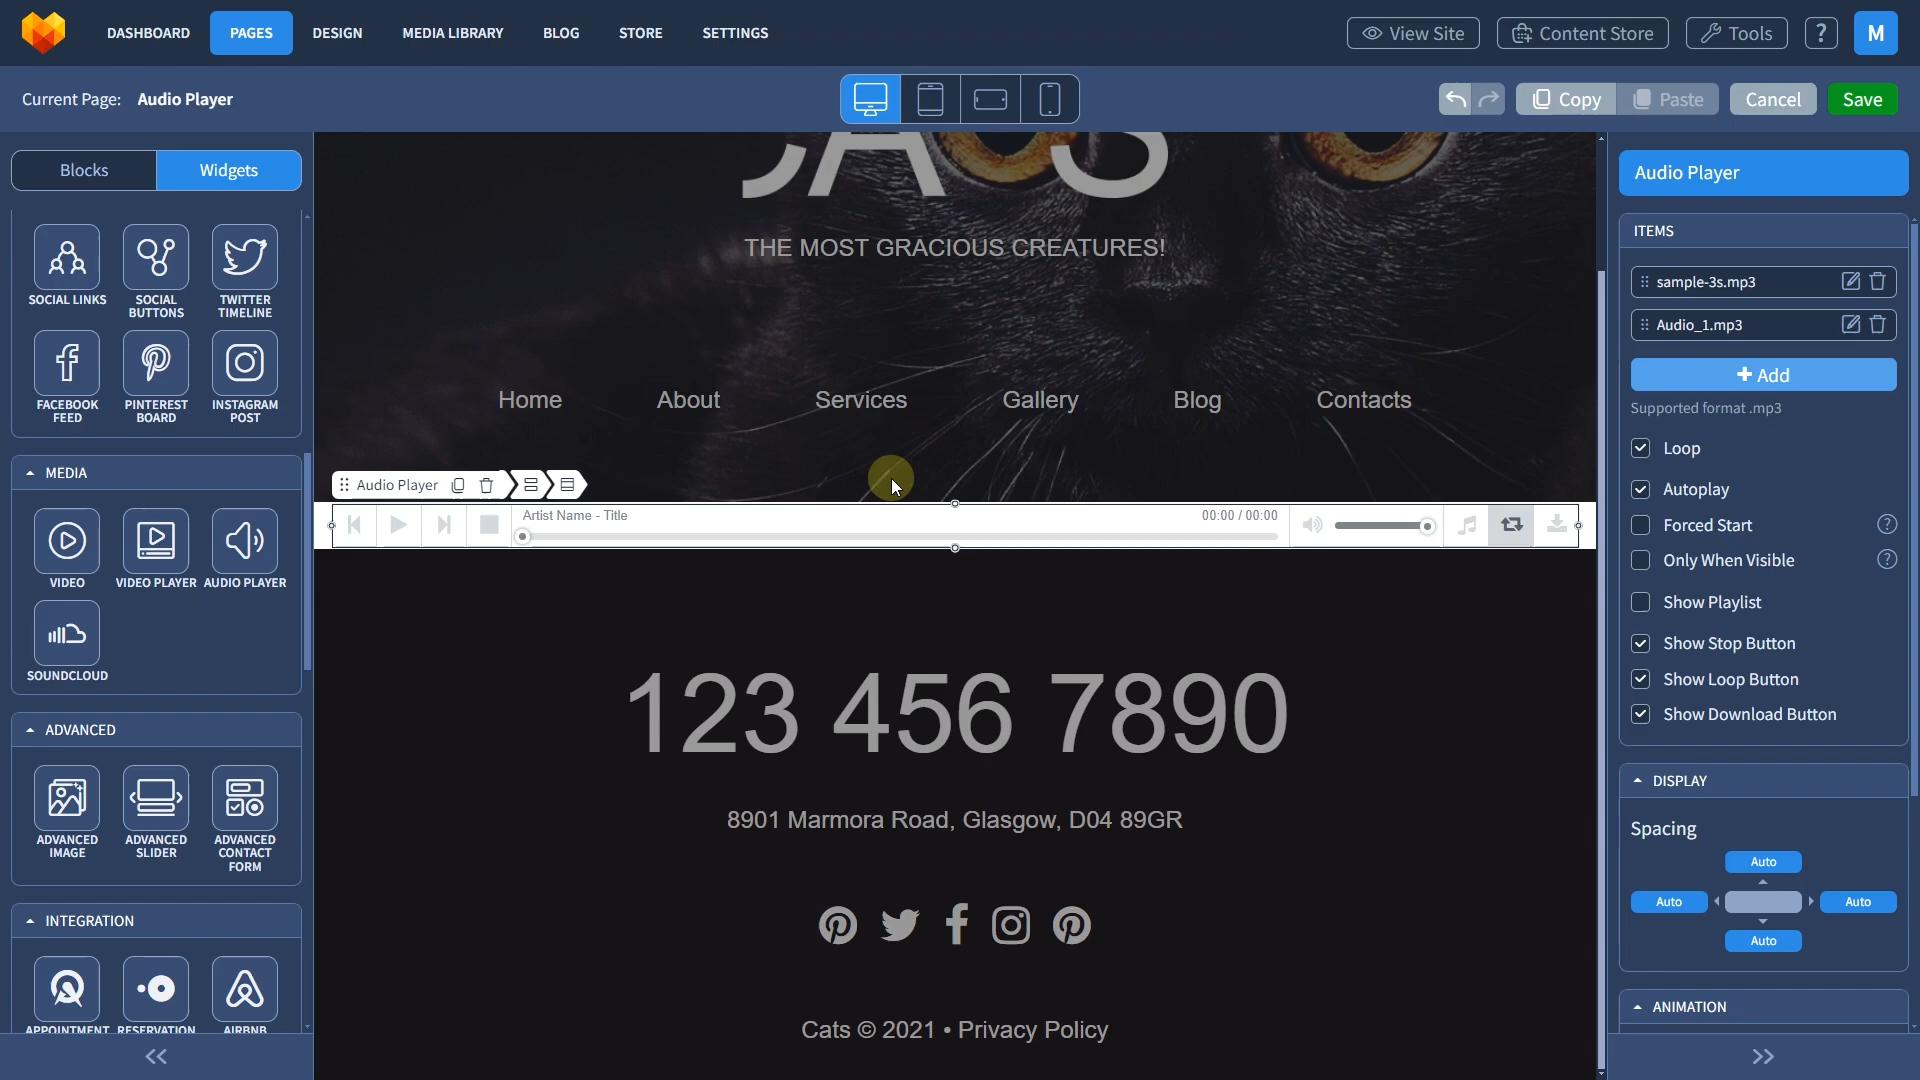 DASHBOARD
PAGES
DESIGN
MEDIA LIBRARY
BLOG
STORE
SETTINGS
View Site
Content Store
Tools
?
M
Current Page: Audio Player
Copy
Paste
Cancel
Save
Blocks
Widgets
SOCIAL LINKS
SOCIAL
BUTTONS
TWITTER
TIMELINE
FACEBOOK
FEED
PINTEREST
BOARD
INSTAGRAM
POST
MEDIA
VIDEO
VIDEO PLAYER
AUDIO PLAYER
SOUNDCLOUD
ADVANCED
ADVANCED
IMAGE
ADVANCED
SLIDER
ADVANCED
CONTACT
FORM
INTEGRATION
APPOINTMENT
RESERVATION
AIRBNB
THE MOST GRACIOUS CREATURES!
Home
About
Services
Gallery
Blog
Contacts
Audio Player
Artist Name - Title
00:00 / 00:00
123 456 7890
8901 Marmora Road, Glasgow, D04 89GR
Cats © 2021 • Privacy Policy
Audio Player
ITEMS
sample-3s.mp3
Audio_1.mp3
+ Add
Supported format .mp3
Loop
Autoplay
Forced Start
?
Only When Visible
?
Show Playlist
Show Stop Button
Show Loop Button
Show Download Button
DISPLAY
Spacing
Auto
Auto
Auto
Auto
ANIMATION